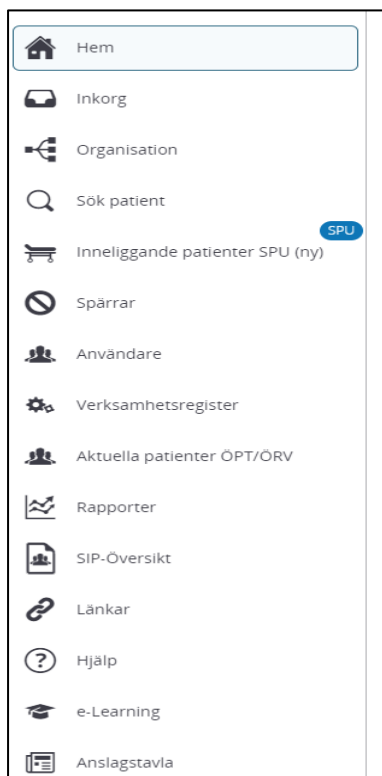 Hem
Inkorg
Organisation
Sök patient
SPU
Inneliggande patienter SPU (ny)
Spärrar
Användare
Verksamhetsregister
Aktuella patienter ÖPT/ÖRV
Rapporter
SIP-Översikt
Länkar
Hjälp
e-Learning
Anslagstavla